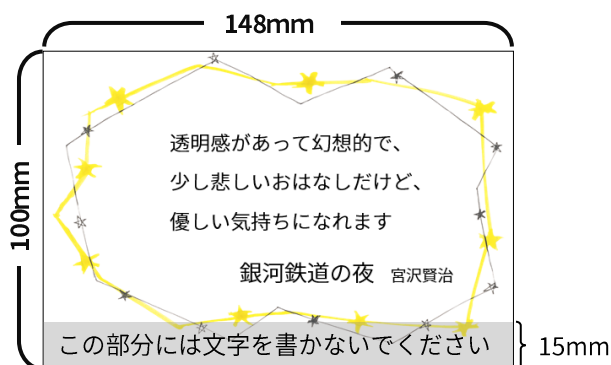 148mm
100mm
透明感があって幻想的で、
少し悲しいおはなしだけど、
優しい気持ちになれます
銀河鉄道の夜 宮沢賢治
この部分には文字を書かないでください
15mm